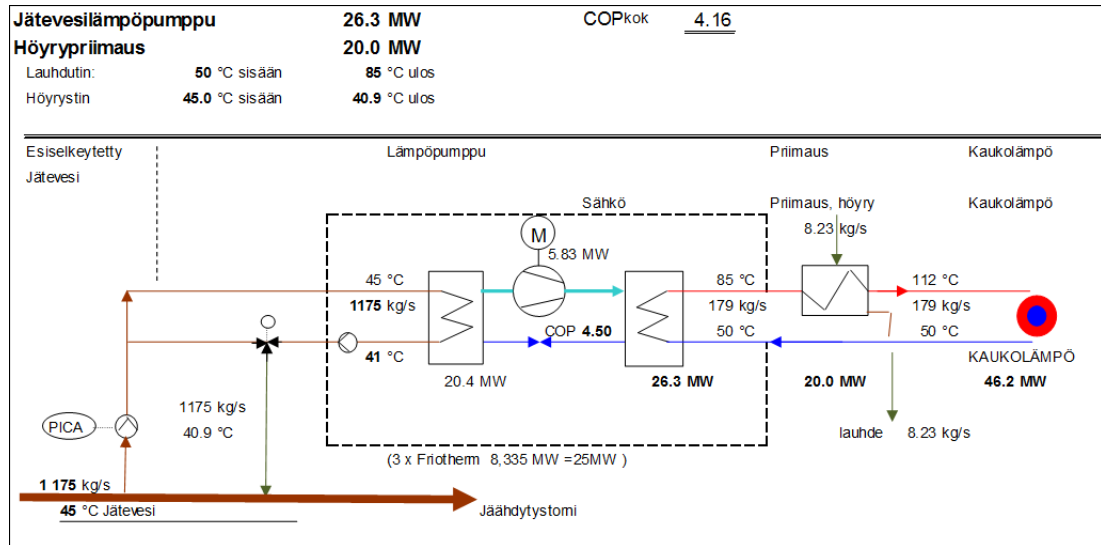 Jätevesilämpöpumppu 26.3 MW COPkok 4.16
Höyrypriimaus 20.0 MW
Lauhdutin: 50 °C sisään 85 °C ulos
Höyrystin 45.0 °C sisään 40.9 °C ulos
Esiselkeytetty Lämpöpumppu Priimaus Kaukolämpö
Jätevesi
Sähkö Priimaus, höyry Kaukolämpö
8.23 kg/s
M
5.83 MW
45 °C 85 °C 112 °C
1175 kg/s 179 kg/s 179 kg/s
COP 4.50 50 °C 50 °C
41 °C KAUKOLÄMPÖ
20.4 MW 26.3 MW 20.0 MW 46.2 MW
1175 kg/s
PICA 40.9 °C lauhde 8.23 kg/s
(3 x Friotherm 8,335 MW =25MW )
1 175 kg/s
45 °C Jätevesi Jäähdytystorni